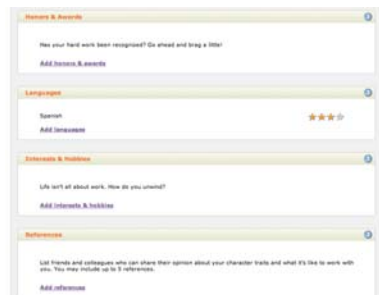 Honors & Awards
Has your hard work been recognized? Go ahead and brag a little!
Add honors & awards
Languages
Spanish
Add languages
Interests & Hobbies
Life isn't all about work. How do you unwind?
Add interests & hobbies
References
List friends and colleagues who can share their opinion about your character traits and what it's like to work with
you. You may include up to 5 references.
Add references